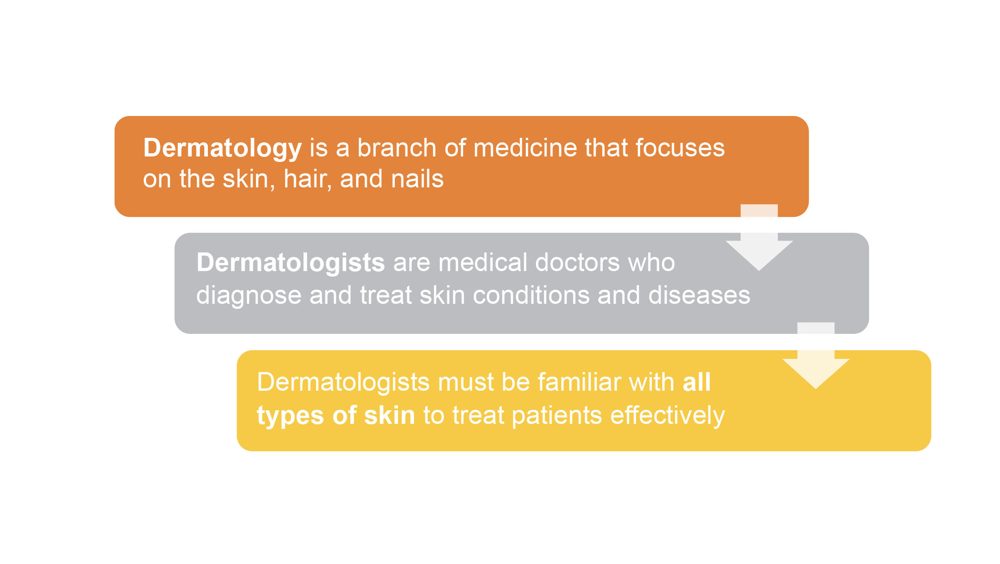 Dermatology is a branch of medicine that focuses
on the skin, hair, and nails
Dermatologists are medical doctors who
diagnose and treat skin conditions and diseases
Dermatologists must be familiar with all
types of skin to treat patients effectively